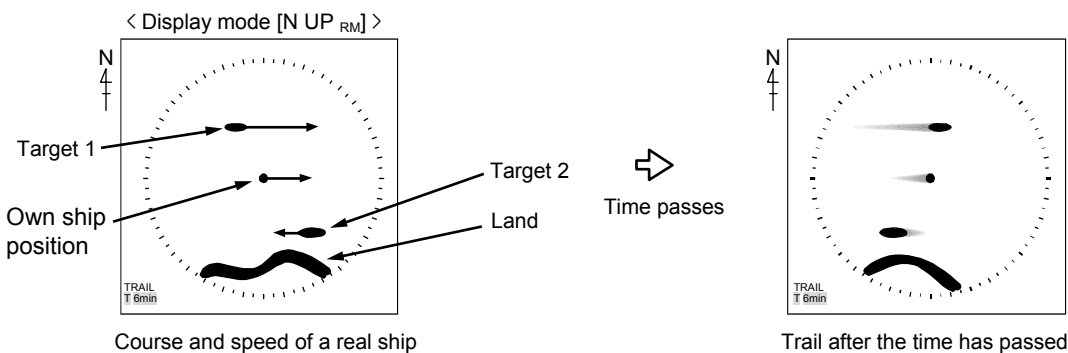 < Display mode [N UP RM] >
N
Target 1
Own ship
position
Target 2
Land
TRAIL
T 6min
Course and speed of a real ship
Time passes
N
TRAIL
T 6min
Trail after the time has passed